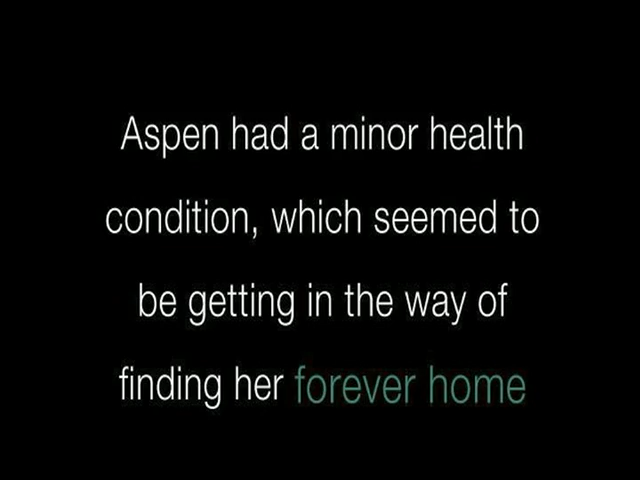 Aspen had a minor health
condition, which seemed to
be getting in the way of
finding her forever home